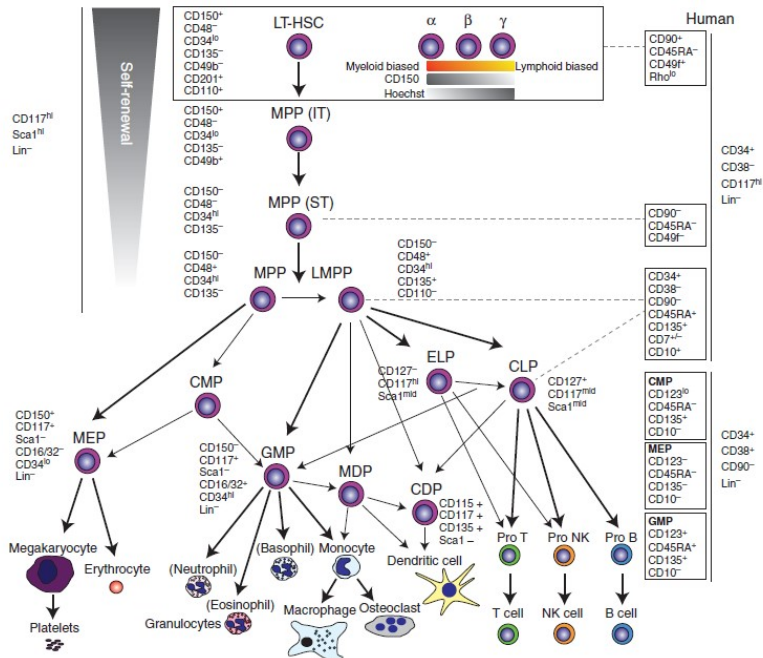 Human
CD150⁺
CD48⁻
CD34ˡᵒ
CD135⁻
CD49b⁻
CD201⁺
CD110⁺
LT-HSC
α
β
γ
Myeloid biased
Lymphoid biased
CD150
Hoechst
CD90⁺
CD45RA⁻
CD49f⁺
Rhoˡᵒ
Self-renewal
CD117ʰⁱ
Sca1ʰⁱ
Lin⁻
CD150⁺
CD48⁻
CD34ˡᵒ
CD135⁻
CD49b⁺
MPP (IT)
CD34⁺
CD38⁻
CD117ʰⁱ
Lin⁻
CD150⁻
CD48⁻
CD34ʰⁱ
CD135⁻
MPP (ST)
CD90⁻
CD45RA⁻
CD49f⁻
CD150⁻
CD48⁺
CD34ʰⁱ
CD135⁻
MPP
LMPP
CD150⁻
CD48⁺
CD34ʰⁱ
CD135⁺
CD110⁻
CD34⁺
CD38⁻
CD90⁻
CD45RA⁺
CD135⁺
CD7⁺/⁻
CD10⁺
ELP
CD127⁻
CD117ʰⁱ
Sca1ᵐⁱᵈ
CLP
CD127⁺
CD117ᵐⁱᵈ
Sca1ᵐⁱᵈ
CMP
CMP
CD123ˡᵒ
CD45RA⁻
CD135⁺
CD10⁻
CD150⁺
CD117⁺
Sca1⁻
CD16/32⁻
CD34ˡᵒ
Lin⁻
MEP
CD150⁻
CD117⁺
Sca1⁻
CD16/32⁺
CD34ʰⁱ
Lin⁻
GMP
MDP
CDP
CD115 +
CD117 +
CD135 +
Sca1 –
MEP
CD123⁻
CD45RA⁻
CD135⁻
CD10⁻
CD34⁺
CD38⁺
CD90⁻
Lin⁻
GMP
CD123⁺
CD45RA⁺
CD135⁺
CD10⁻
Megakaryocyte
Erythrocyte
(Neutrophil)
(Basophil)
Monocyte
Dendritic cell
Pro T
Pro NK
Pro B
(Eosinophil)
Granulocytes
Macrophage
Osteoclast
Platelets
T cell
NK cell
B cell